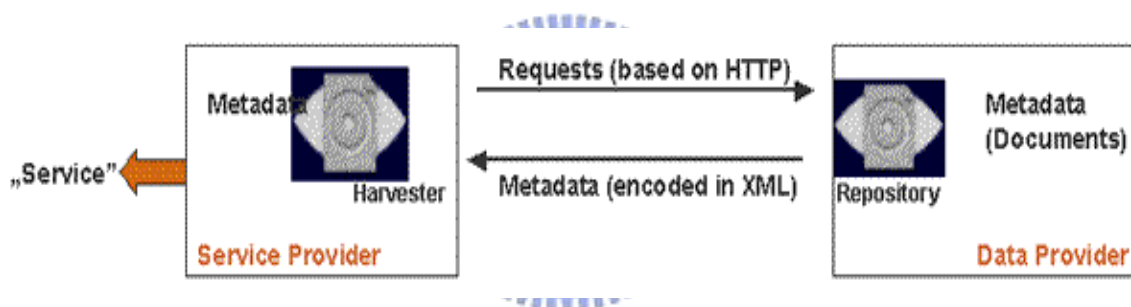 „Service”
Metadata
Harvester
Service Provider
Requests (based on HTTP)
Metadata (encoded in XML)
Repository
Metadata
(Documents)
Data Provider